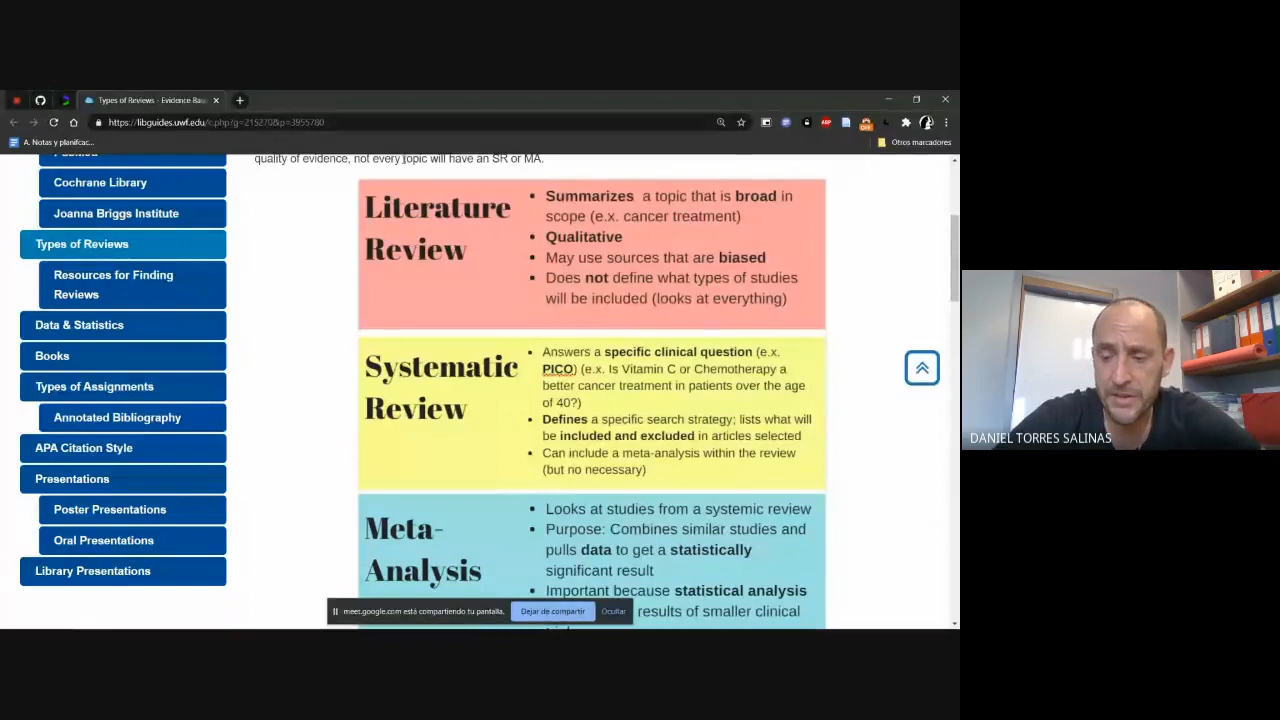 Types of Reviews - Evidence Ba
https://libguides.uwf.edu/c.php?g=215270&p=3955780
A. Notas y planifcac...
Otros marcadores
Cochrane Library
Joanna Briggs Institute
Types of Reviews
Resources for Finding
Reviews
Data & Statistics
Books
Types of Assignments
Annotated Bibliography
APA Citation Style
Presentations
Poster Presentations
Oral Presentations
Library Presentations
quality of evidence, not every topic will have an SR or MA.
Literature
Review
• Summarizes a topic that is broad in
scope (e.x. cancer treatment)
• Qualitative
• May use sources that are biased
• Does not define what types of studies
will be included (looks at everything)
Systematic
Review
• Answers a specific clinical question (e.x.
PICO) (e.x. Is Vitamin C or Chemotherapy a
better cancer treatment in patients over the age
of 40?)
• Defines a specific search strategy; lists what will
be included and excluded in articles selected
• Can include a meta-analysis within the review
(but no necessary)
Meta-
Analysis
• Looks at studies from a systemic review
• Purpose: Combines similar studies and
pulls data to get a statistically
significant result
• Important because statistical analysis
results of smaller clinical
meet.google.com está compartiendo tu pantalla.
Dejar de compartir
Ocultar
DANIEL TORRES SALINAS